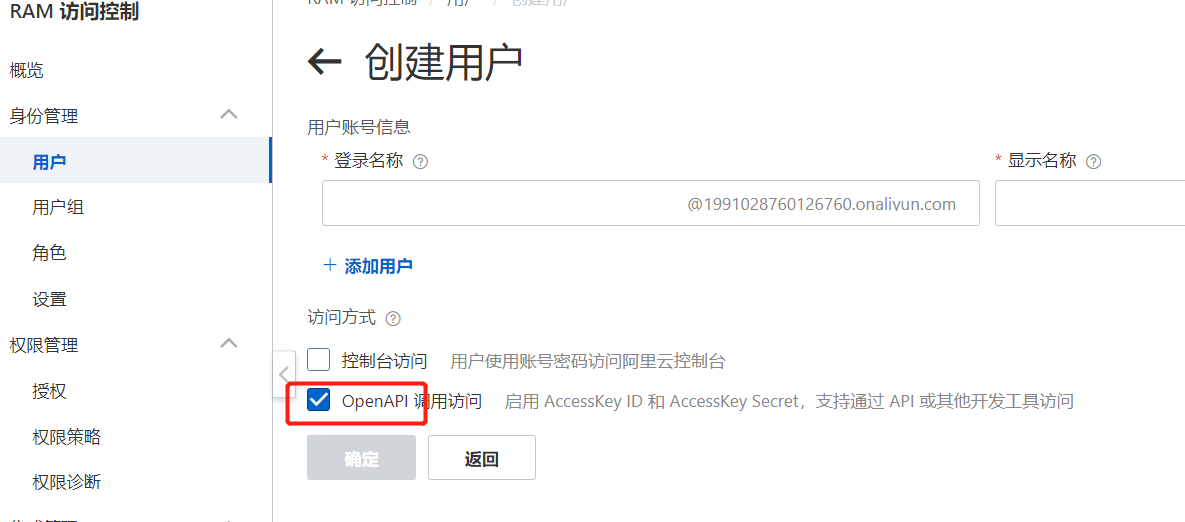 RAM 访问控制
概览
身份管理
用户
用户组
角色
设置
权限管理
授权
权限策略
权限诊断
RAM 访问控制 / 用户 / 创建用户
← 创建用户
用户账号信息
* 登录名称 ?
* 显示名称 ?
@1991028760126760.onaliyun.com
+ 添加用户
访问方式 ?
控制台访问 用户使用账号密码访问阿里云控制台
OpenAPI 调用访问 启用 AccessKey ID 和 AccessKey Secret，支持通过 API 或其他开发工具访问
确定 返回